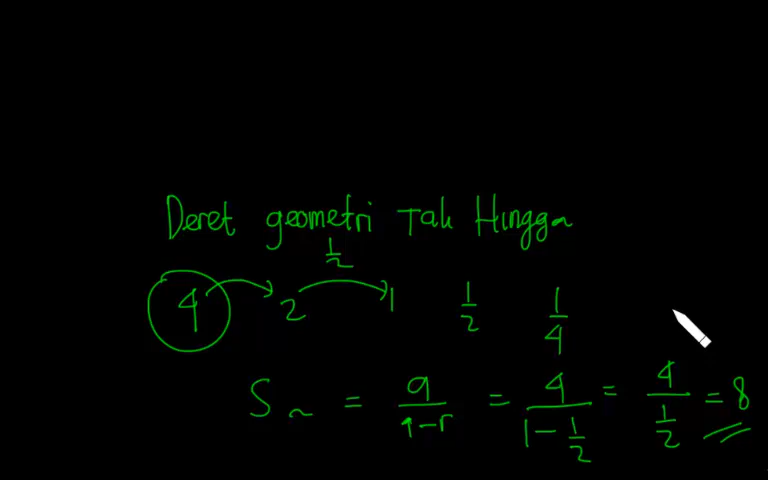 Deret geometri Tak Hingga
1/2
4 2 1 1/2 1/4
S~ = a/(1-r) = 4/(1 - 1/2) = 4/(1/2) = 8